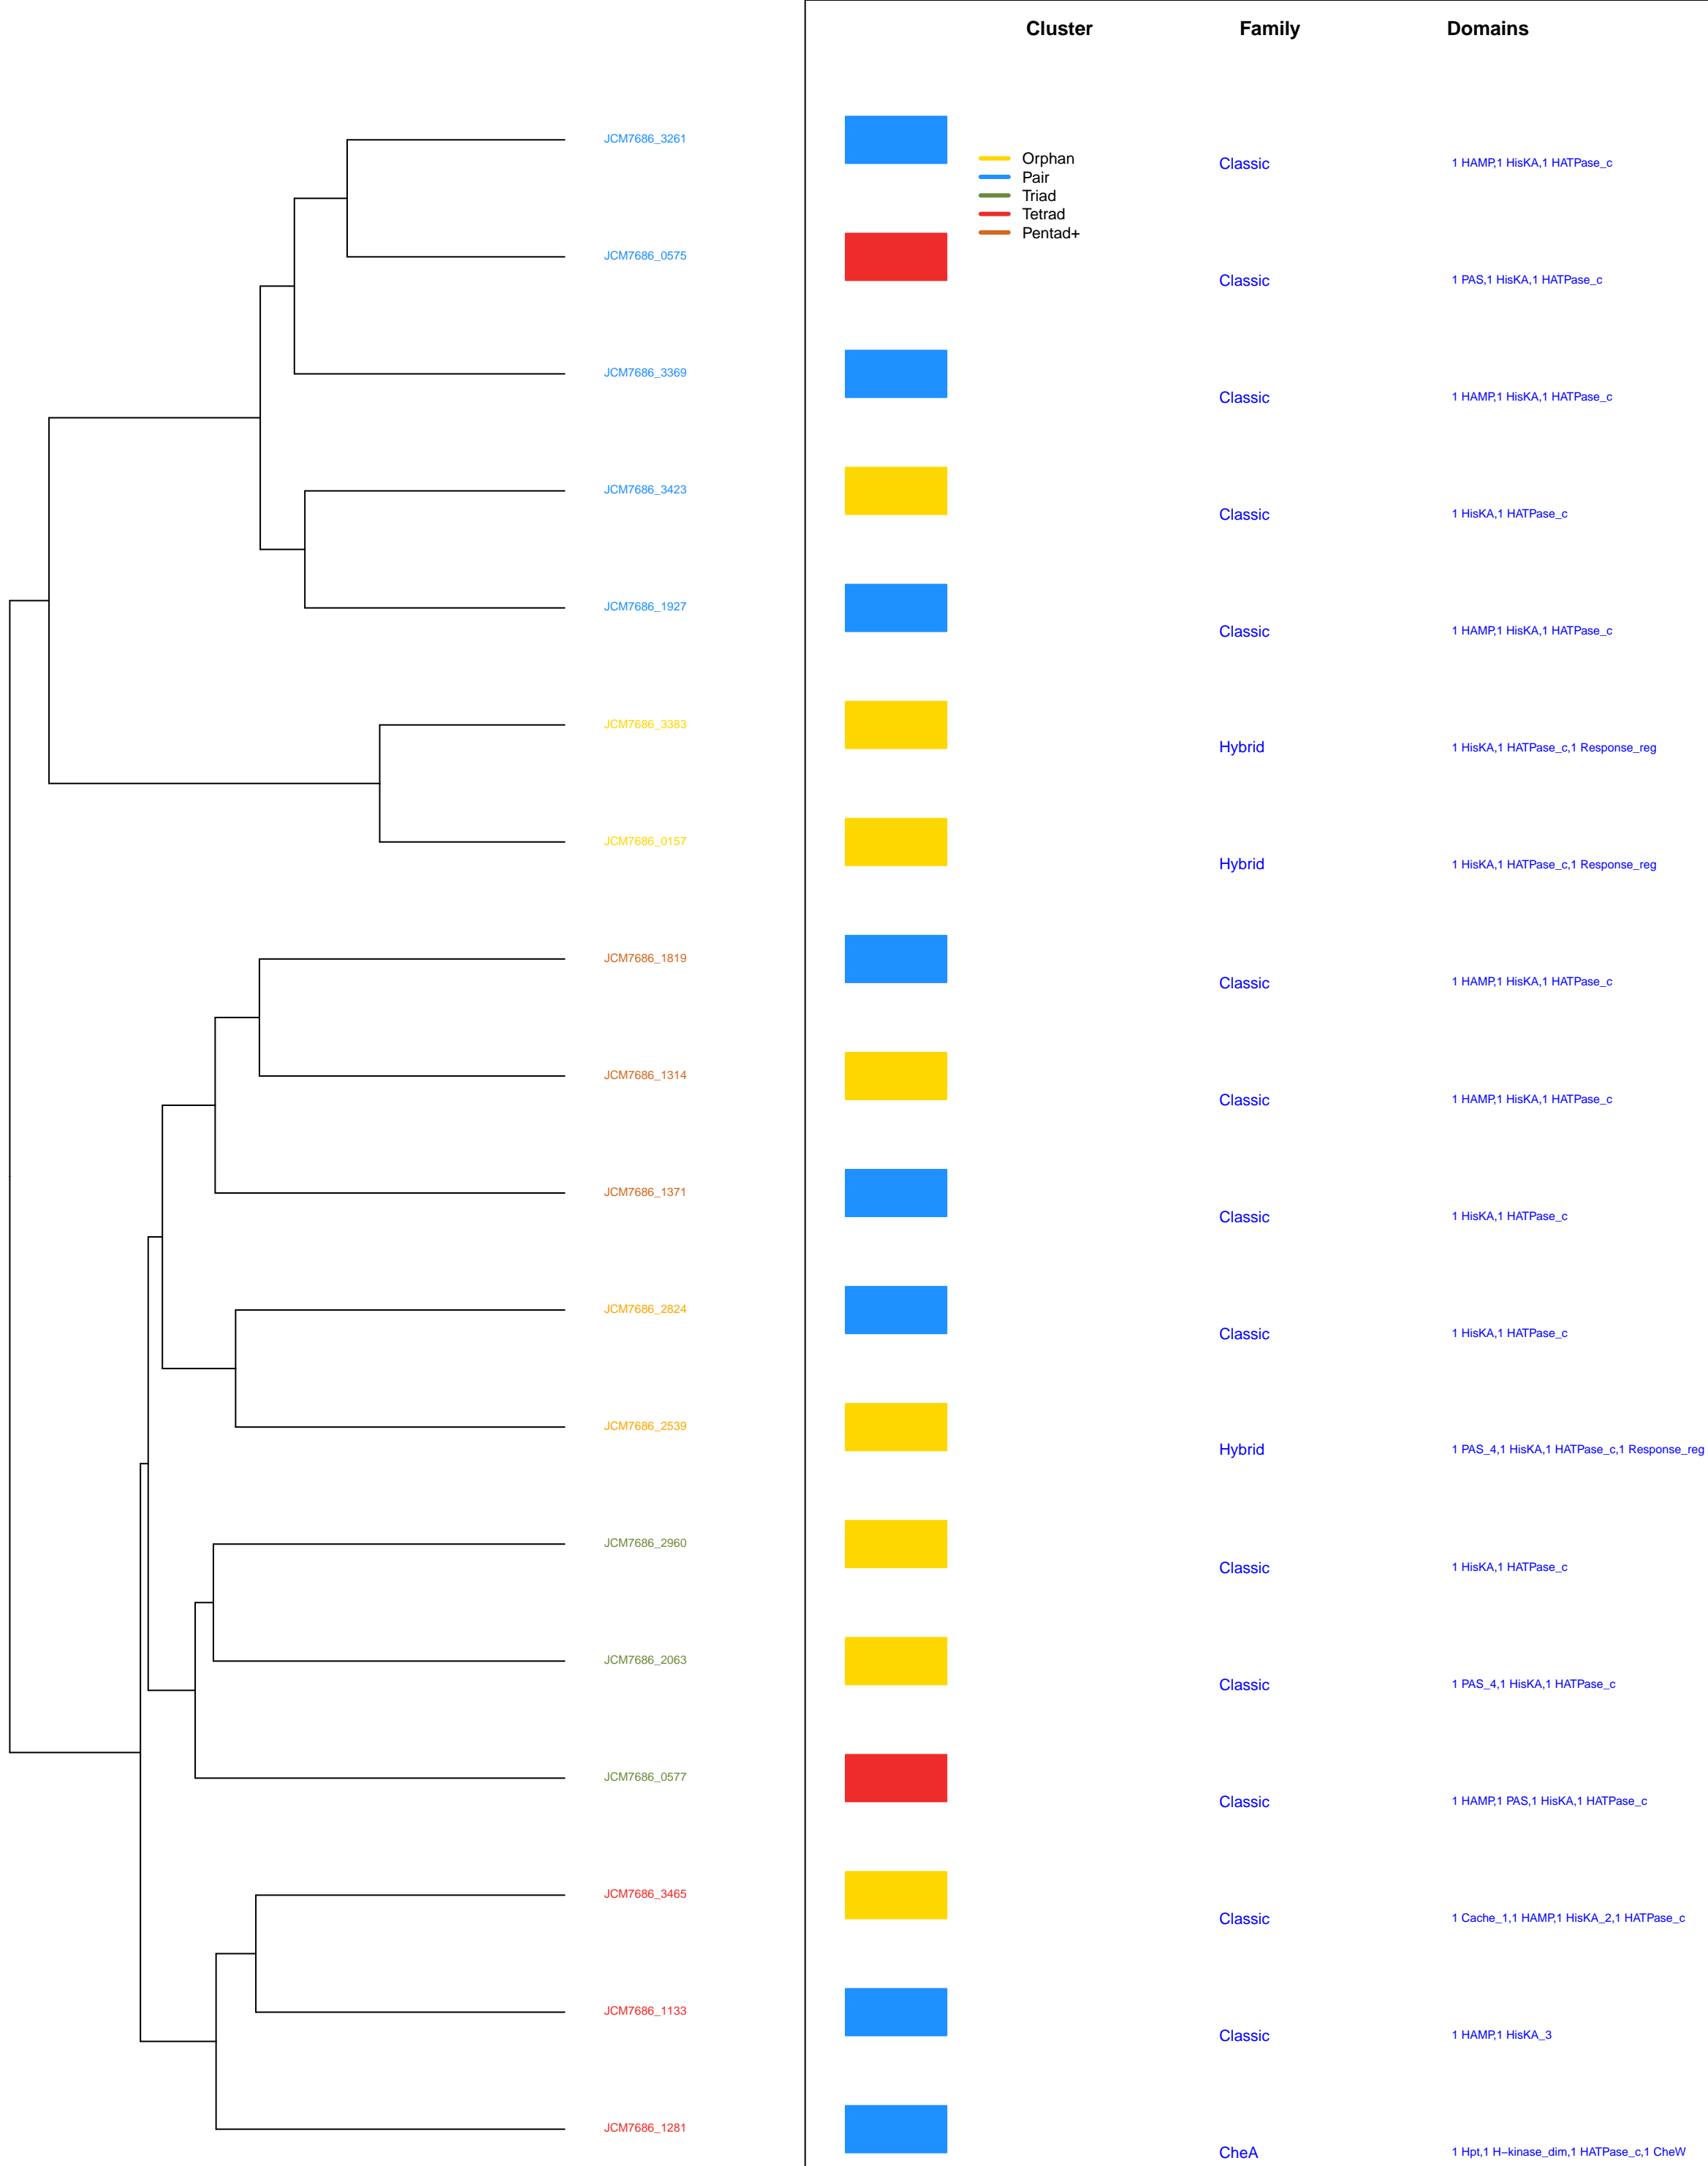 Cluster Family Domains
JCM7686_3261
Orphan
Classic 1 HAMP,1 HisKA,1 HATPase_c
Pair
Triad
Tetrad
Pentad+
JCM7686_0575
Classic 1 PAS,1 HisKA,1 HATPase_c
JCM7686_3369
Classic 1 HAMP,1 HisKA,1 HATPase_c
JCM7686_3423
Classic 1 HisKA,1 HATPase_c
JCM7686_1927
Classic 1 HAMP,1 HisKA,1 HATPase_c
JCM7686_3383
Hybrid 1 HisKA,1 HATPase_c,1 Response_reg
JCM7686_0157
Hybrid 1 HisKA,1 HATPase_c,1 Response_reg
JCM7686_1819
Classic 1 HAMP,1 HisKA,1 HATPase_c
JCM7686_1314
Classic 1 HAMP,1 HisKA,1 HATPase_c
JCM7686_1371
Classic 1 HisKA,1 HATPase_c
JCM7686_2824
Classic 1 HisKA,1 HATPase_c
JCM7686_2539
Hybrid 1 PAS_4,1 HisKA,1 HATPase_c,1 Response_reg
JCM7686_2960
Classic 1 HisKA,1 HATPase_c
JCM7686_2063
Classic 1 PAS_4,1 HisKA,1 HATPase_c
JCM7686_0577
Classic 1 HAMP,1 PAS,1 HisKA,1 HATPase_c
JCM7686_3465
Classic 1 Cache_1,1 HAMP,1 HisKA_2,1 HATPase_c
JCM7686_1133
Classic 1 HAMP,1 HisKA_3
JCM7686_1281
CheA 1 Hpt,1 H−kinase_dim,1 HATPase_c,1 CheW